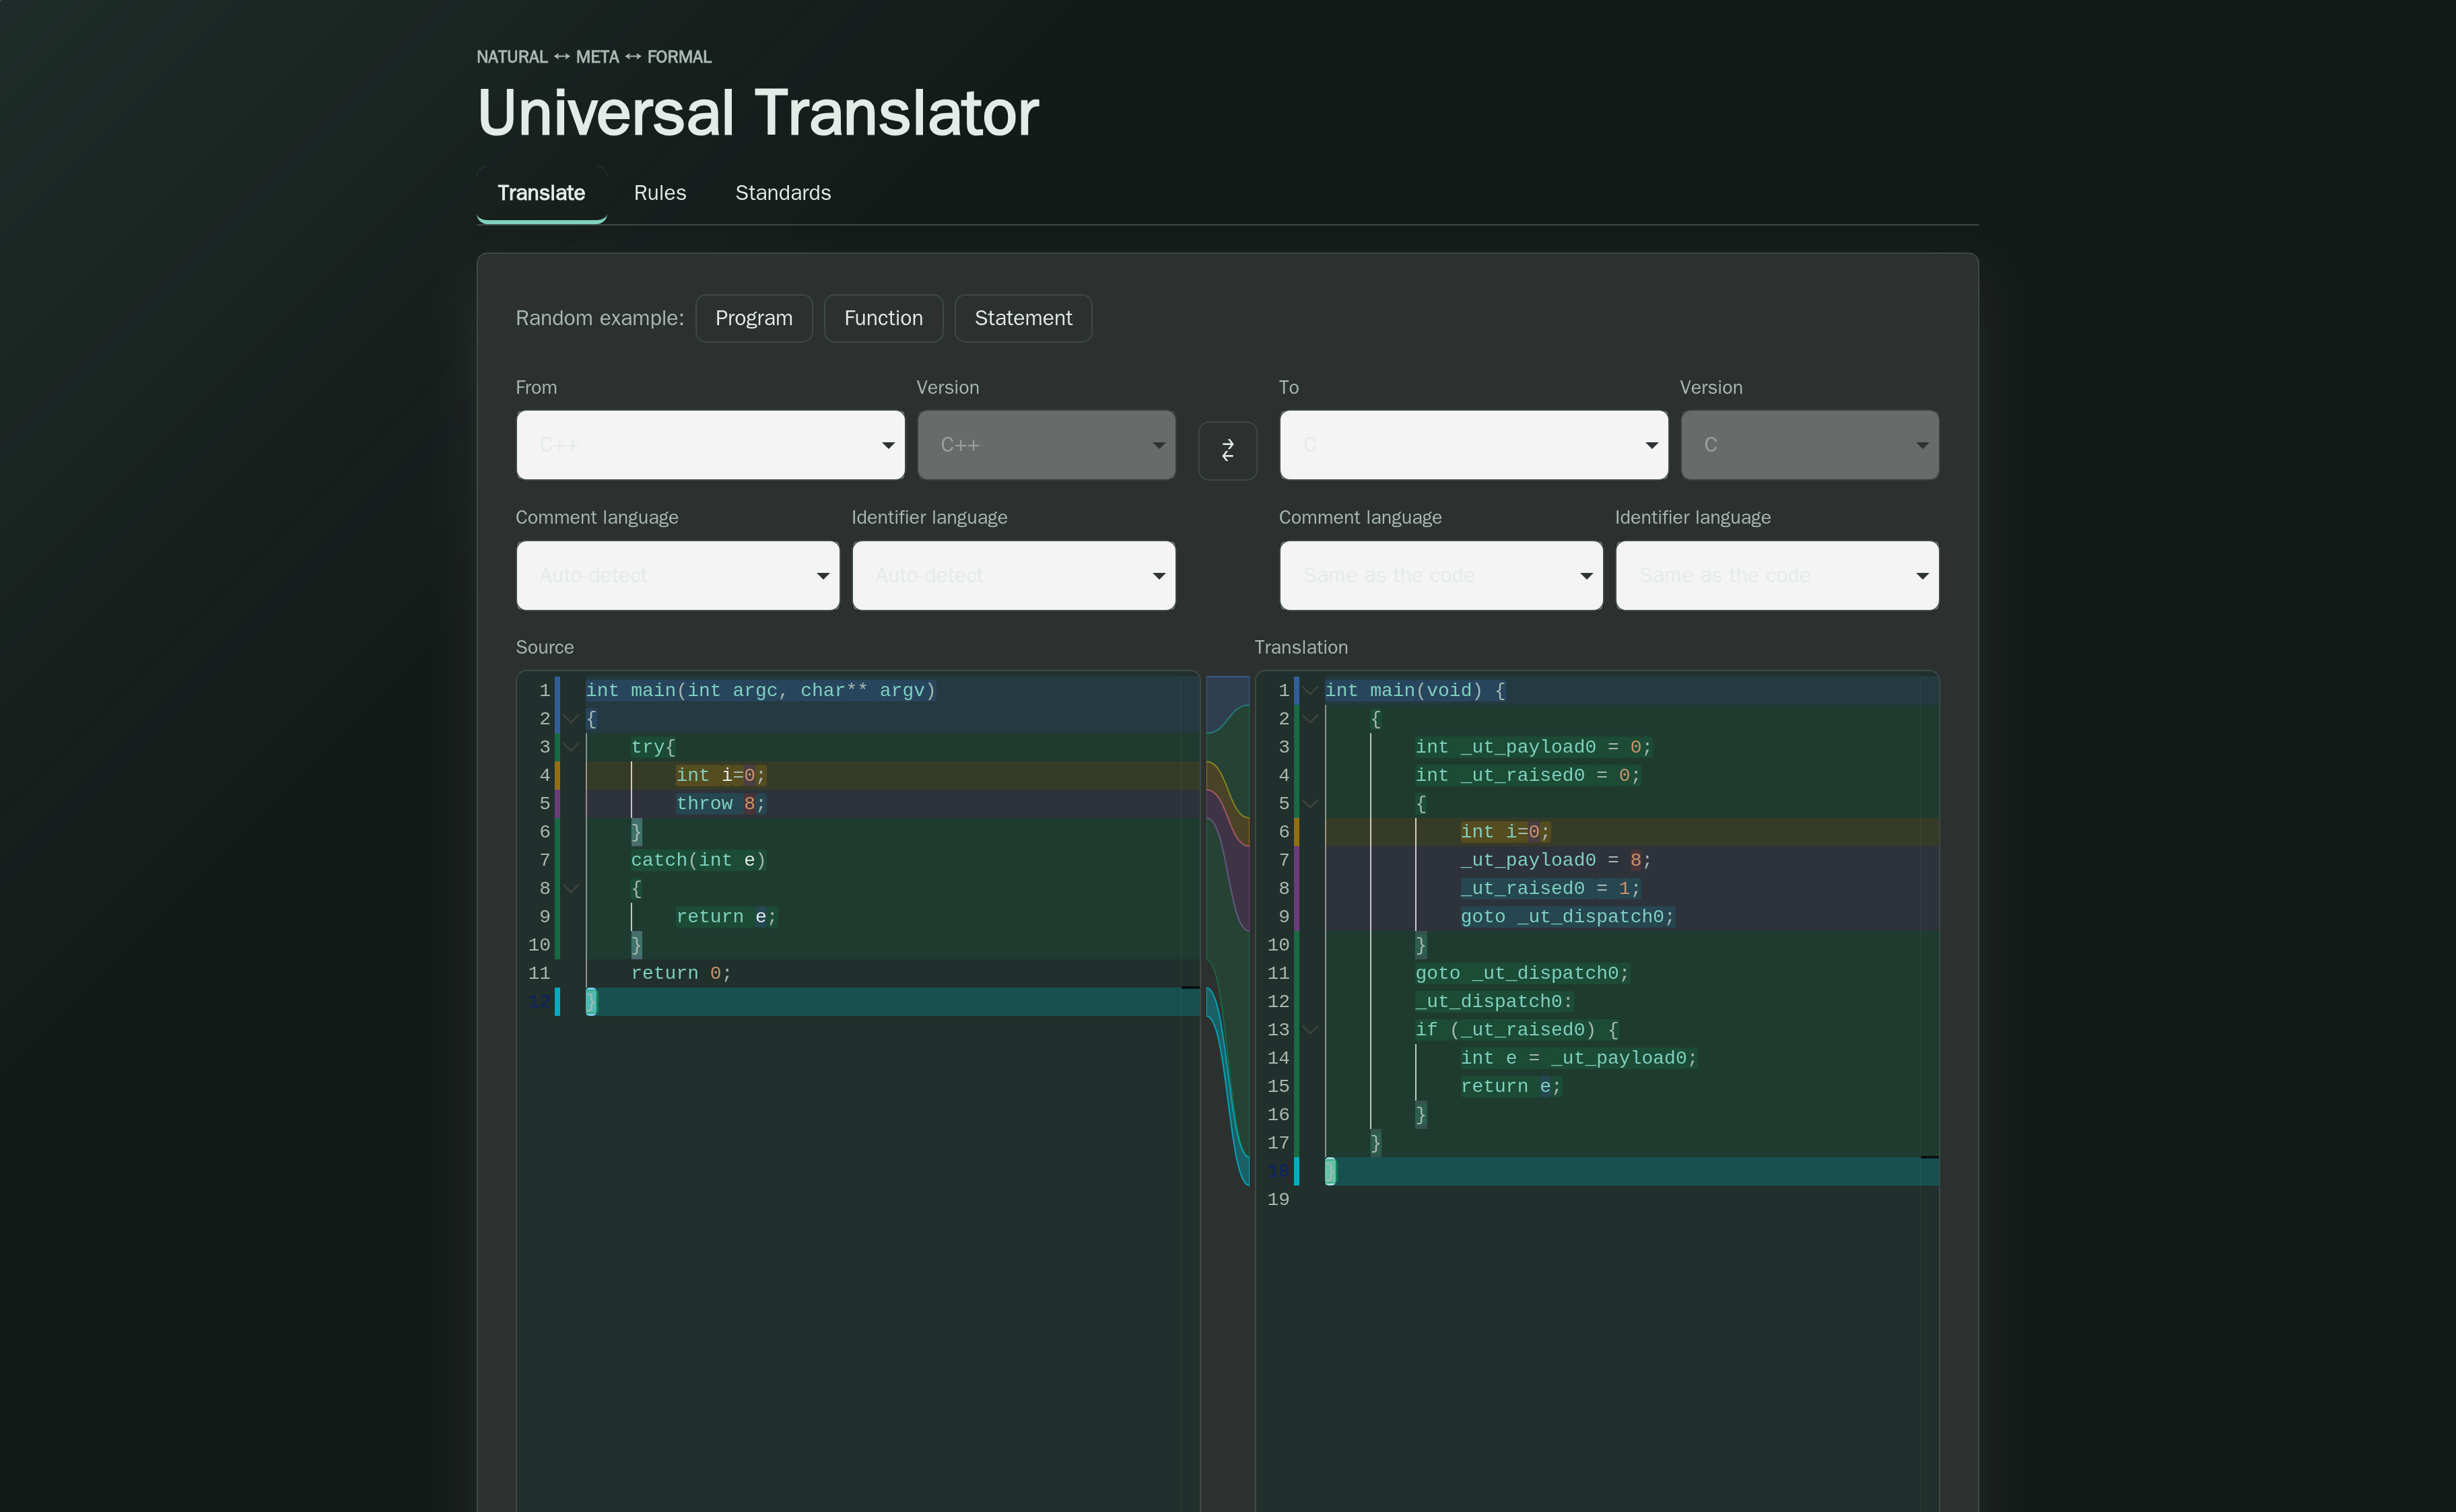 NATURAL ↔ META ↔ FORMAL
Universal Translator
Translate Rules Standards
Random example: Program Function Statement
From Version To Version
C++ C++ C C
Comment language Identifier language Comment language Identifier language
Auto-detect Auto-detect Same as the code Same as the code
Source
1 int main(int argc, char** argv)
2 {
3 try{
4 int i=0;
5 throw 8;
6 }
7 catch(int e)
8 {
9 return e;
10 }
11 return 0;
12 }
Translation
1 int main(void) {
2 {
3 int _ut_payload0 = 0;
4 int _ut_raised0 = 0;
5 {
6 int i=0;
7 _ut_payload0 = 8;
8 _ut_raised0 = 1;
9 goto _ut_dispatch0;
10 }
11 goto _ut_dispatch0;
12 _ut_dispatch0:
13 if (_ut_raised0) {
14 int e = _ut_payload0;
15 return e;
16 }
17 }
18 }
19